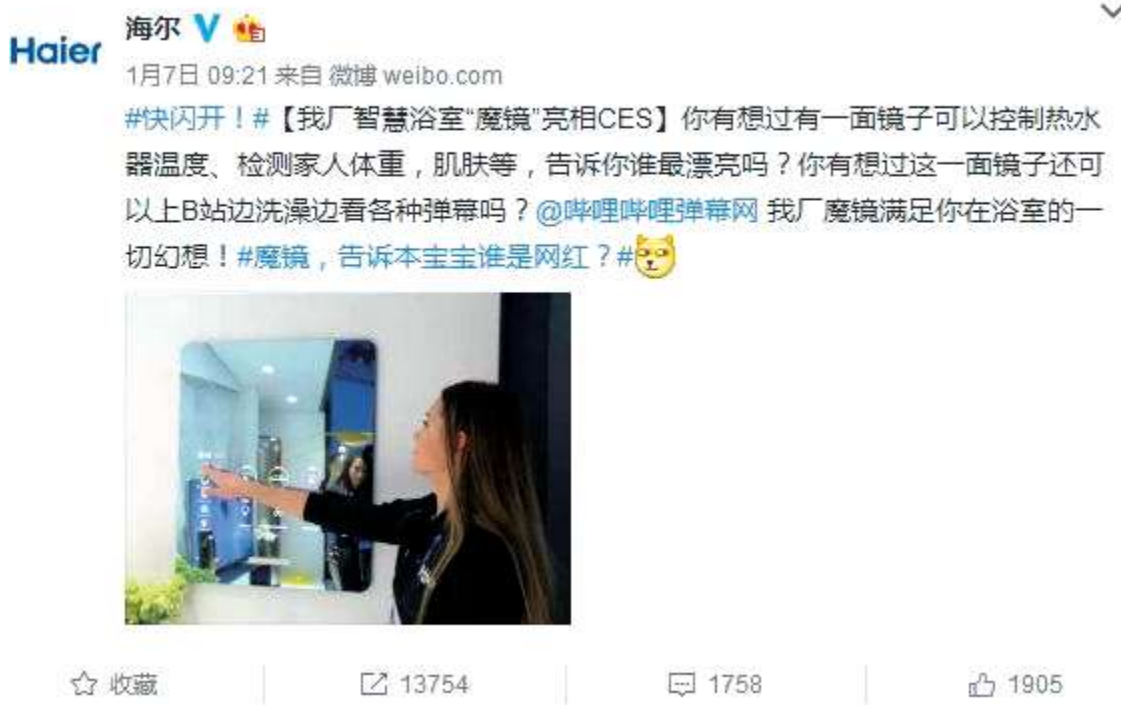 海尔
Haier
1月7日 09:21 来自 微博 weibo.com
#快闪开！#【我厂智慧浴室“魔镜”亮相CES】你有想过有一面镜子可以控制热水
器温度、检测家人体重，肌肤等，告诉你谁最漂亮吗？你有想过这一面镜子还可
以上B站边洗澡边看各种弹幕吗？@哔哩哔哩弹幕网 我厂魔镜满足你在浴室的一
切幻想！#魔镜，告诉本宝宝谁是网红？#
收藏
13754
1758
1905